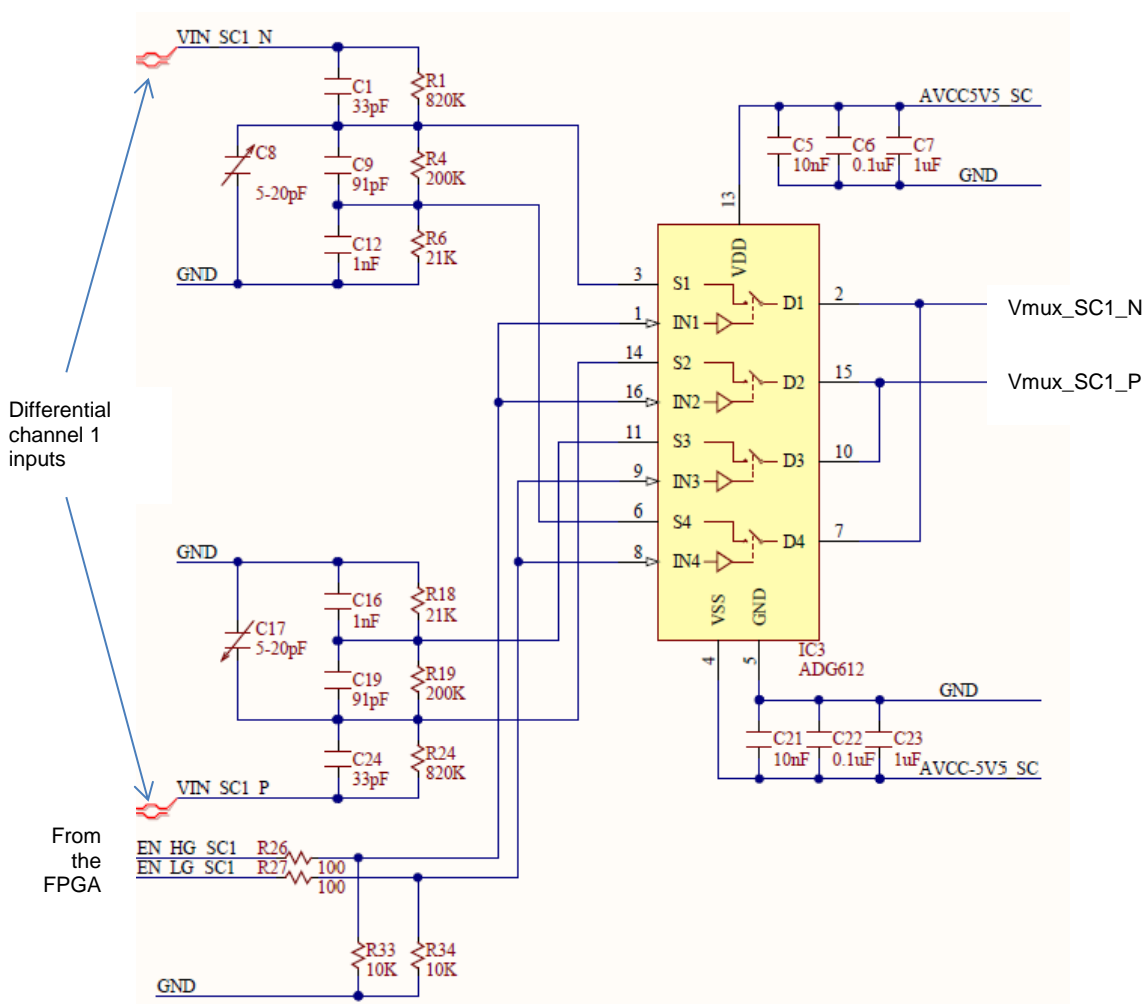 VIN_SC1_N
C1
33pF
R1
820K
C8
5-20pF
C9
91pF
R4
200K
C12
1nF
R6
21K
GND
AVCC5V5_SC
C5
10nF
C6
0.1uF
C7
1uF
GND
13
VDD
3
S1
D1
2
Vmux_SC1_N
1
IN1
14
S2
D2
15
Vmux_SC1_P
16
IN2
11
S3
D3
10
9
IN3
6
S4
D4
7
8
IN4
VSS
GND
4
5
IC3
ADG612
Differential
channel 1
inputs
GND
C16
1nF
R18
21K
C17
5-20pF
C19
91pF
R19
200K
C24
33pF
R24
820K
VIN_SC1_P
GND
C21
10nF
C22
0.1uF
C23
1uF
AVCC-5V5_SC
From
the
FPGA
EN_HG_SC1
R26
100
EN_LG_SC1
R27
100
R33
10K
R34
10K
GND